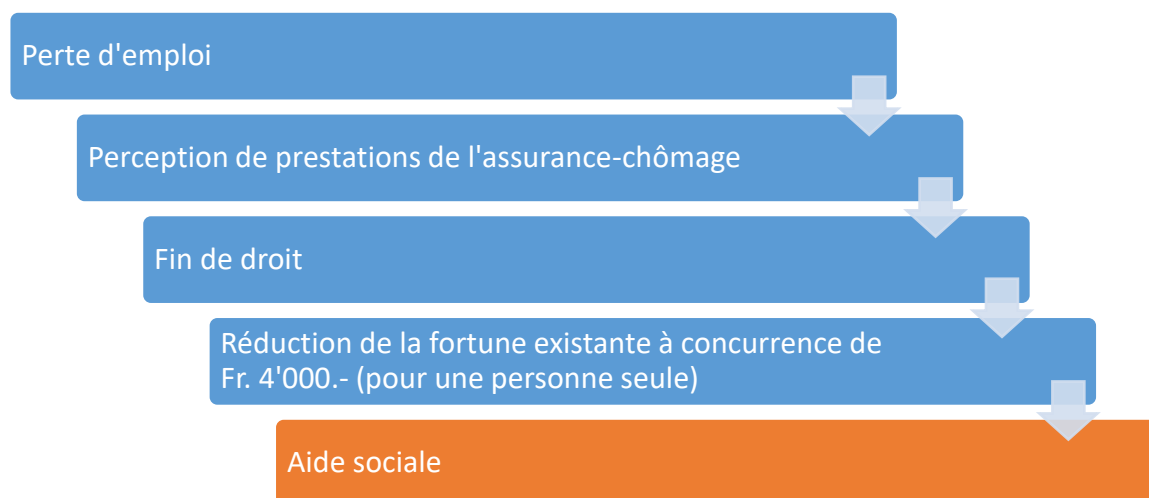 Perte d'emploi
Perception de prestations de l'assurance-chômage
Fin de droit
Réduction de la fortune existante à concurrence de
Fr. 4'000.- (pour une personne seule)
Aide sociale